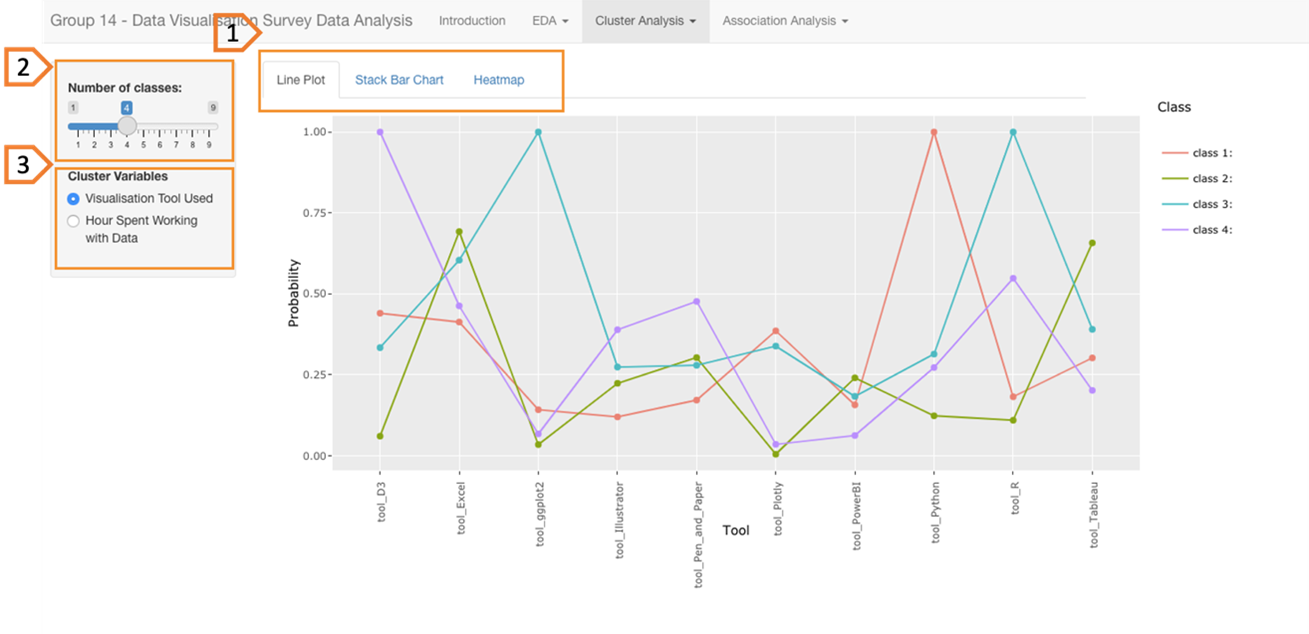 Group 14 - Data Visualisation Survey Data Analysis Introduction EDA Cluster Analysis Association Analysis
1
2
Line Plot Stack Bar Chart Heatmap
Number of classes:
1 4 9
1 2 3 4 5 6 7 8 9
3
Cluster Variables
Visualisation Tool Used
Hour Spent Working
with Data
Class
class 1:
class 2:
class 3:
class 4:
1.00
0.75
0.50
0.25
0.00
Probability
tool_D3
tool_Excel
tool_ggplot2
tool_Illustrator
tool_Pen_and_Paper
tool_Plotly
tool_PowerBI
tool_Python
tool_R
tool_Tableau
Tool